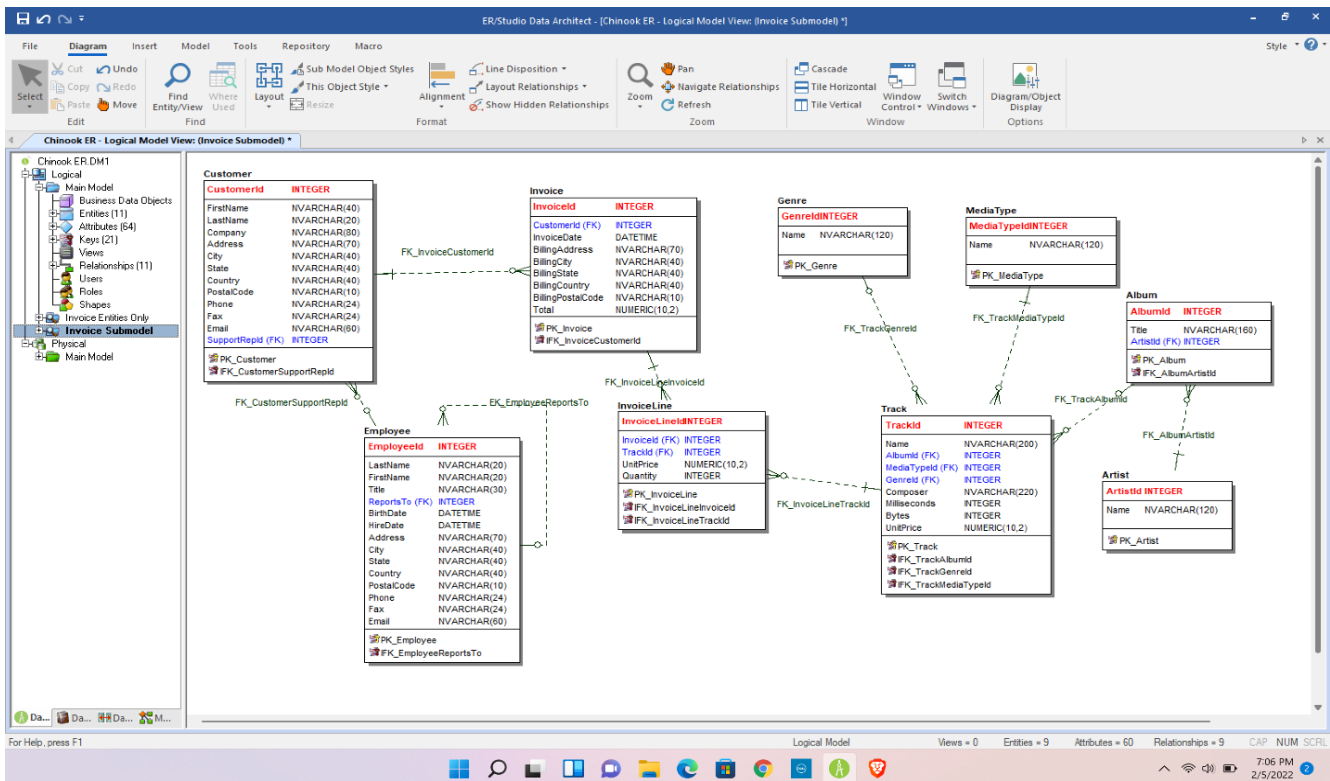 ER/Studio Data Architect - [Chinook ER - Logical Model View: (Invoice Submodel) *]
File Diagram Insert Model Tools Repository Macro Style
Select
Cut Undo
Copy Redo
Paste Move
Edit
Find Entity/View
Where Used
Find
Layout
Sub Model Object Styles
This Object Style
Resize
Alignment
Line Disposition
Layout Relationships
Show Hidden Relationships
Format
Zoom
Pan
Navigate Relationships
Refresh
Zoom
Cascade
Tile Horizontal
Tile Vertical
Window Control
Switch Windows
Window
Diagram/Object Display
Options
Chinook ER - Logical Model View: (Invoice Submodel) *
Chinook ER.DM1
Logical
Main Model
Business Data Objects
Entities (11)
Attributes (64)
Keys (21)
Views
Relationships (11)
Users
Roles
Shapes
Invoice Entities Only
Invoice Submodel
Physical
Main Model
Da... Da... Da... M...
Customer
CustomerId INTEGER
FirstName NVARCHAR(40)
LastName NVARCHAR(20)
Company NVARCHAR(80)
Address NVARCHAR(70)
City NVARCHAR(40)
State NVARCHAR(40)
Country NVARCHAR(40)
PostalCode NVARCHAR(10)
Phone NVARCHAR(24)
Fax NVARCHAR(24)
Email NVARCHAR(60)
SupportRepId (FK) INTEGER
PK_Customer
IFK_CustomerSupportRepId
FK_InvoiceCustomerId
Invoice
InvoiceId INTEGER
CustomerId (FK) INTEGER
InvoiceDate DATETIME
BillingAddress NVARCHAR(70)
BillingCity NVARCHAR(40)
BillingState NVARCHAR(40)
BillingCountry NVARCHAR(40)
BillingPostalCode NVARCHAR(10)
Total NUMERIC(10,2)
PK_Invoice
IFK_InvoiceCustomerId
Genre
GenreIdINTEGER
Name NVARCHAR(120)
PK_Genre
MediaType
MediaTypeIdINTEGER
Name NVARCHAR(120)
PK_MediaType
Album
AlbumId INTEGER
Title NVARCHAR(160)
ArtistId (FK) INTEGER
PK_Album
IFK_AlbumArtistId
FK_TrackGenreId
FK_TrackMediaTypeId
FK_InvoiceLineInvoiceId
FK_CustomerSupportRepId
FK_EmployeeReportsTo
FK_TrackAlbumId
FK_AlbumArtistId
FK_InvoiceLineTrackId
Employee
EmployeeId INTEGER
LastName NVARCHAR(20)
FirstName NVARCHAR(20)
Title NVARCHAR(30)
ReportsTo (FK) INTEGER
BirthDate DATETIME
HireDate DATETIME
Address NVARCHAR(70)
City NVARCHAR(40)
State NVARCHAR(40)
Country NVARCHAR(40)
PostalCode NVARCHAR(10)
Phone NVARCHAR(24)
Fax NVARCHAR(24)
Email NVARCHAR(60)
PK_Employee
IFK_EmployeeReportsTo
InvoiceLine
InvoiceLineIdINTEGER
InvoiceId (FK) INTEGER
TrackId (FK) INTEGER
UnitPrice NUMERIC(10,2)
Quantity INTEGER
PK_InvoiceLine
IFK_InvoiceLineInvoiceId
IFK_InvoiceLineTrackId
Track
TrackId INTEGER
Name NVARCHAR(200)
AlbumId (FK) INTEGER
MediaTypeId (FK) INTEGER
GenreId (FK) INTEGER
Composer NVARCHAR(220)
Milliseconds INTEGER
Bytes INTEGER
UnitPrice NUMERIC(10,2)
PK_Track
IFK_TrackAlbumId
IFK_TrackGenreId
IFK_TrackMediaTypeId
Artist
ArtistId INTEGER
Name NVARCHAR(120)
PK_Artist
For Help, press F1
Logical Model Views = 0 Entities = 9 Attributes = 60 Relationships = 9 CAP NUM SCRL
7:06 PM
2/5/2022
2